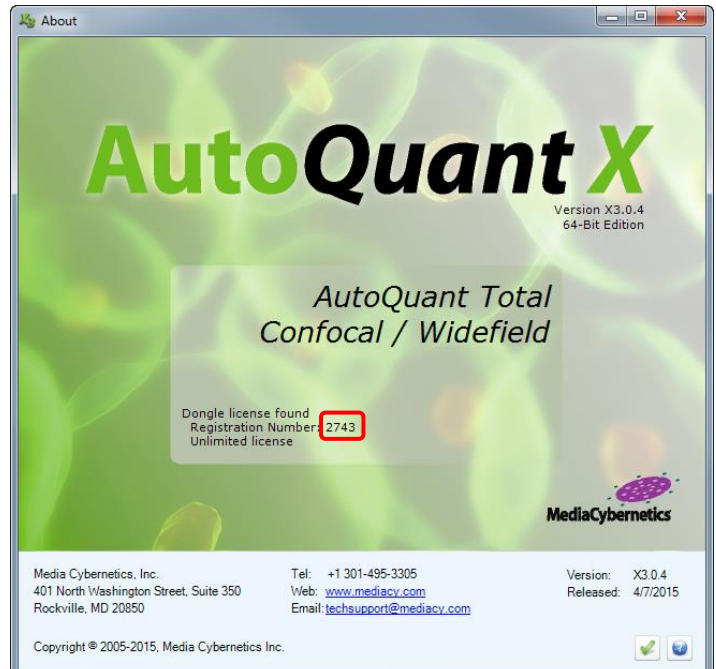 About
AutoQuant X
Version X3.0.4
64-Bit Edition
AutoQuant Total
Confocal / Widefield
Dongle license found
Registration Number: 2743
Unlimited license
MediaCybernetics
Media Cybernetics, Inc.
401 North Washington Street, Suite 350
Rockville, MD 20850
Tel: +1 301-495-3305
Web: www.mediacy.com
Email: techsupport@mediacy.com
Version: X3.0.4
Released: 4/7/2015
Copyright © 2005-2015, Media Cybernetics Inc.